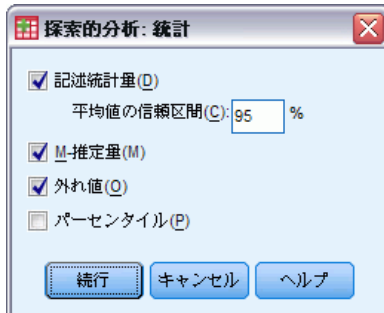 探索的分析: 統計
記述統計量(D)
平均値の信頼区間(C): 95 %
M-推定量(M)
外れ値(O)
パーセンタイル(P)
続行 キャンセル ヘルプ